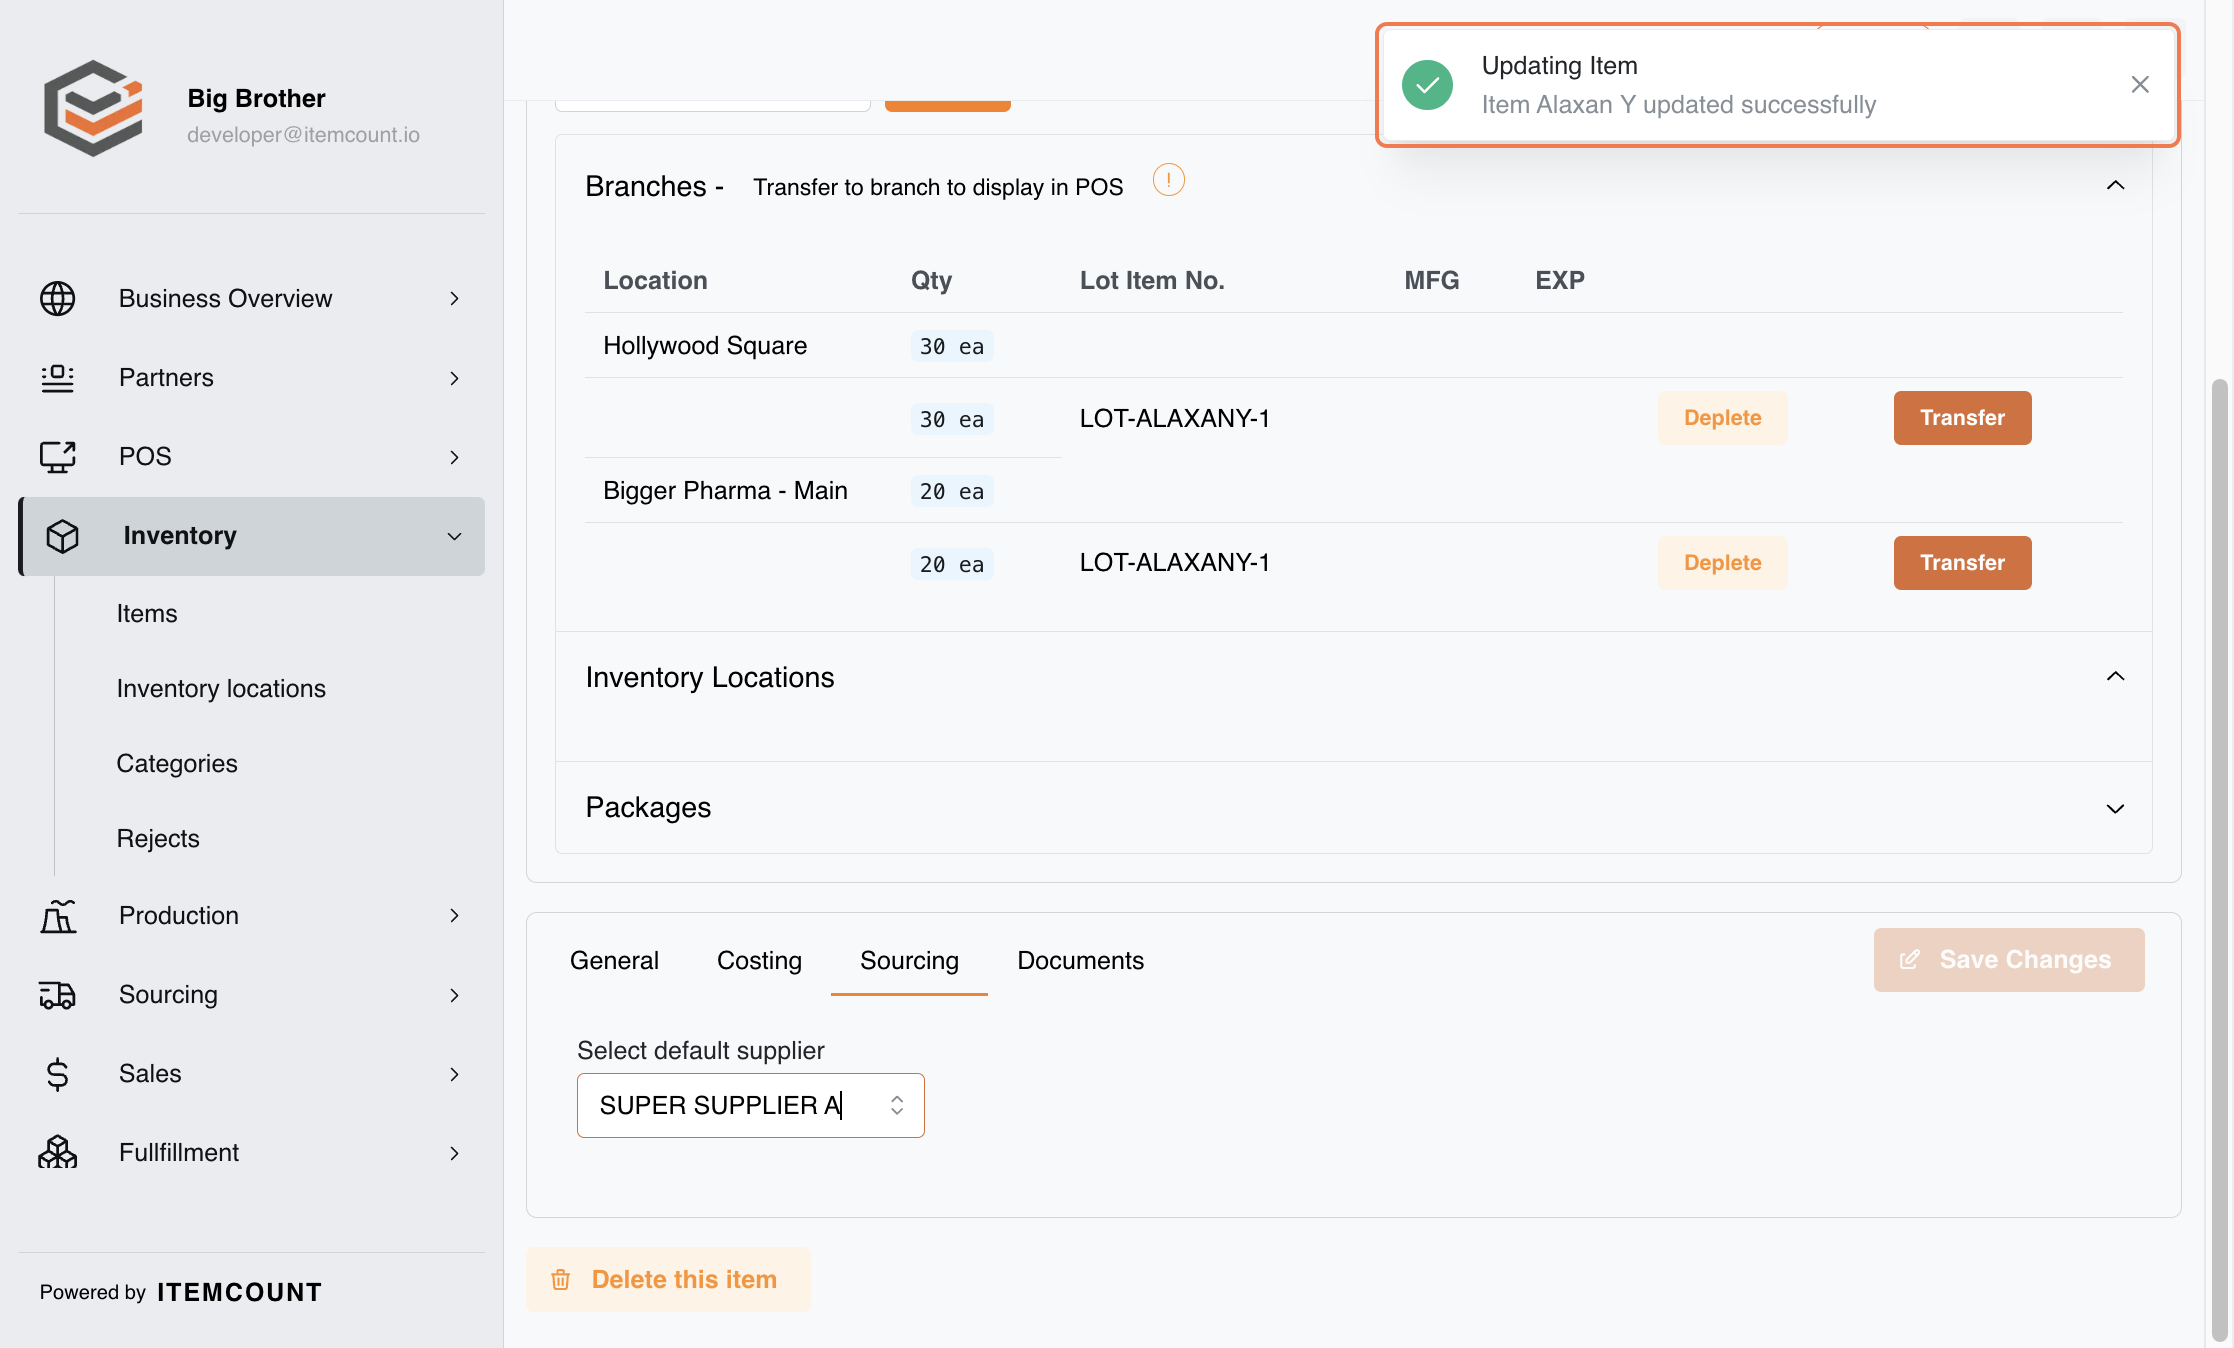 Big Brother
developer@itemcount.io
Business Overview
Partners
POS
Inventory
Items
Inventory locations
Categories
Rejects
Production
Sourcing
Sales
Fullfillment
Powered by ITEMCOUNT
Updating Item
Item Alaxan Y updated successfully
Branches - Transfer to branch to display in POS
Location Qty Lot Item No. MFG EXP
Hollywood Square 30 ea
30 ea LOT-ALAXANY-1 Deplete Transfer
Bigger Pharma - Main 20 ea
20 ea LOT-ALAXANY-1 Deplete Transfer
Inventory Locations
Packages
General Costing Sourcing Documents Save Changes
Select default supplier
SUPER SUPPLIER A
Delete this item